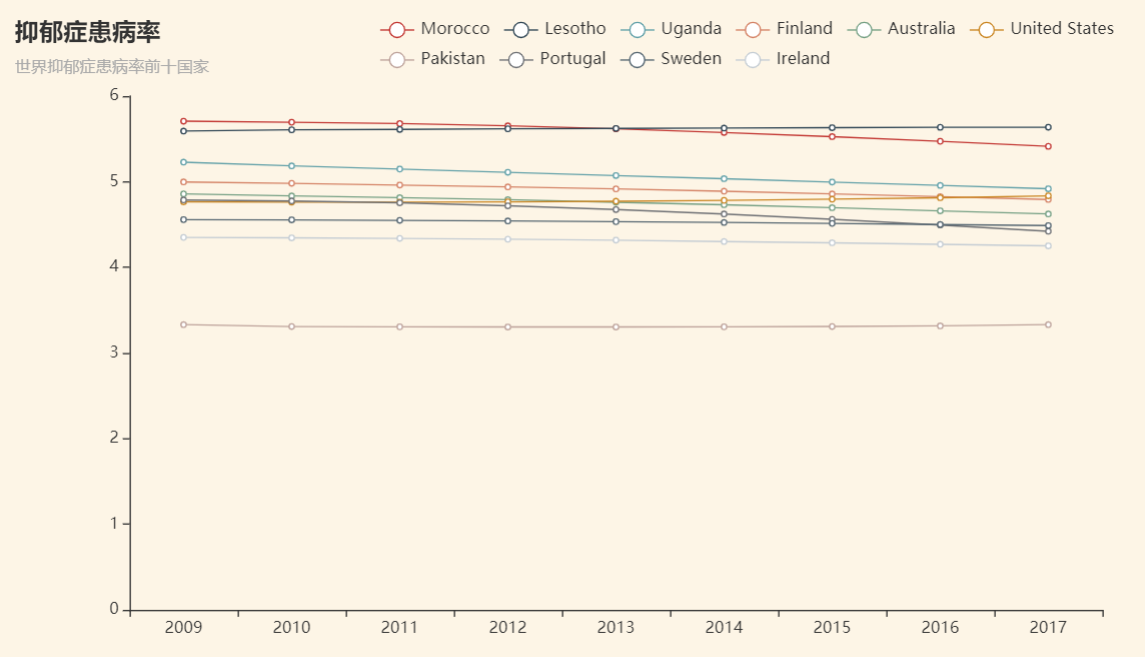 抑郁症患病率
世界抑郁症患病率前十国家
Morocco Lesotho Uganda Finland Australia United States
Pakistan Portugal Sweden Ireland
6
5
4
3
2
1
0
2009 2010 2011 2012 2013 2014 2015 2016 2017